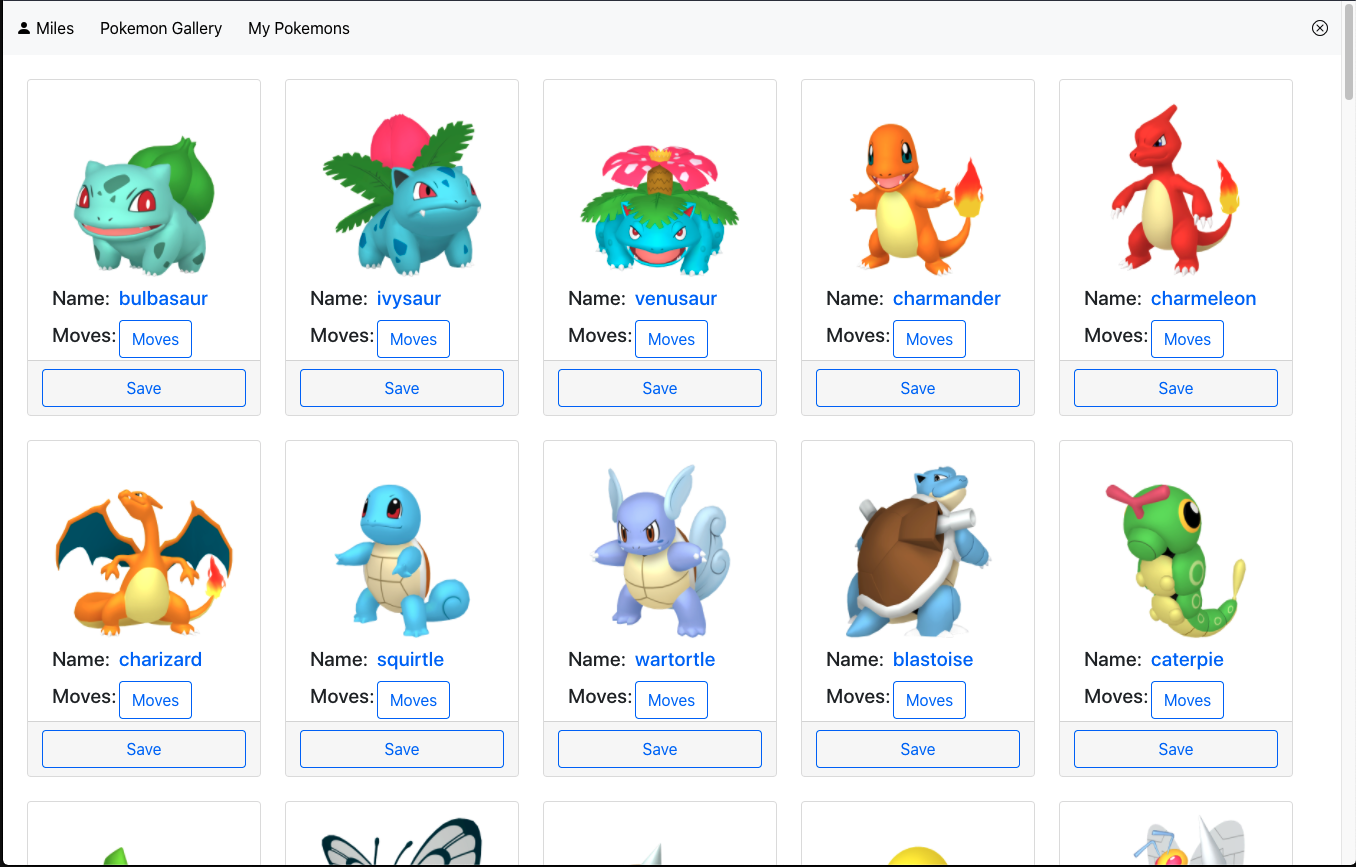 Miles Pokemon Gallery My Pokemons
Name: bulbasaur Name: ivysaur Name: venusaur Name: charmander Name: charmeleon
Moves: Moves Moves: Moves Moves: Moves Moves: Moves Moves: Moves
Save Save Save Save Save
Name: charizard Name: squirtle Name: wartortle Name: blastoise Name: caterpie
Moves: Moves Moves: Moves Moves: Moves Moves: Moves Moves: Moves
Save Save Save Save Save